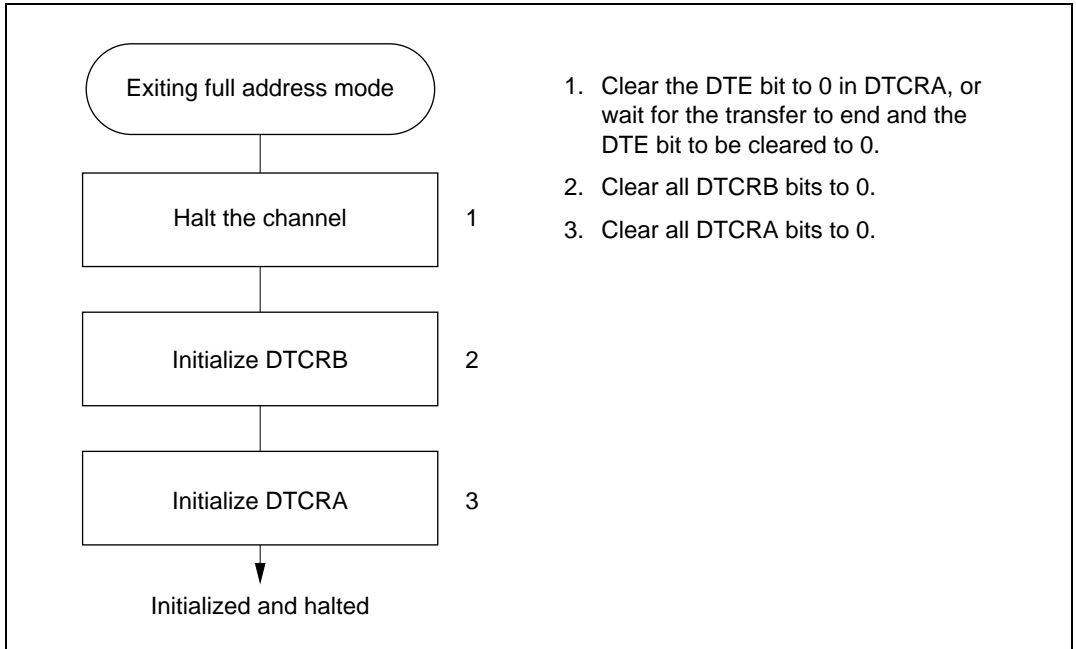 Exiting full address mode
Halt the channel 1
Initialize DTCRB 2
Initialize DTCRA 3
Initialized and halted
1. Clear the DTE bit to 0 in DTCRA, or
wait for the transfer to end and the
DTE bit to be cleared to 0.
2. Clear all DTCRB bits to 0.
3. Clear all DTCRA bits to 0.